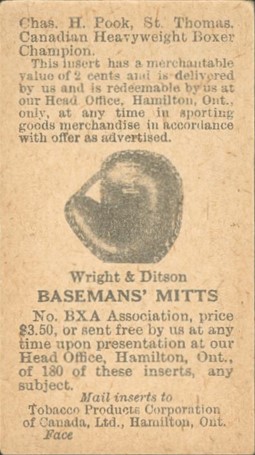 Chas. H. Pook, St. Thomas.
Canadian Heavyweight Boxer
Champion.
This insert has a merchantable
value of 2 cents and is delivered
by us and is redeemable by us at
our Head Office, Hamilton, Ont.,
only, at any time in sporting
goods merchandise in accordance
with offer as advertised.
Wright & Ditson
BASEMANS' MITTS
No. BXA Association, price
$3.50, or sent free by us at any
time upon presentation at our
Head Office, Hamilton, Ont.,
of 180 of these inserts, any
subject.
Mail inserts to
Tobacco Products Corporation
of Canada, Ltd., Hamilton, Ont.
Face